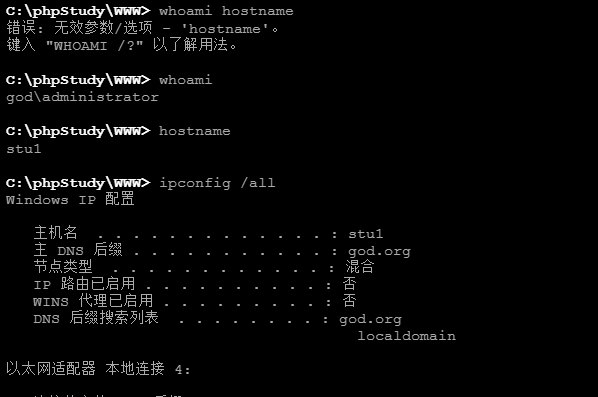 C:\phpStudy\WWW> whoami hostname
错误: 无效参数/选项 - 'hostname'。
键入 "WHOAMI /?" 以了解用法。
C:\phpStudy\WWW> whoami
god\administrator
C:\phpStudy\WWW> hostname
stu1
C:\phpStudy\WWW> ipconfig /all
Windows IP 配置
主机名 . . . . . . . . . . . . . : stu1
主 DNS 后缀 . . . . . . . . . . . : god.org
节点类型 . . . . . . . . . . . . : 混合
IP 路由已启用 . . . . . . . . . . : 否
WINS 代理已启用 . . . . . . . . . : 否
DNS 后缀搜索列表 . . . . . . . . : god.org
localdomain
以太网适配器 本地连接 4: